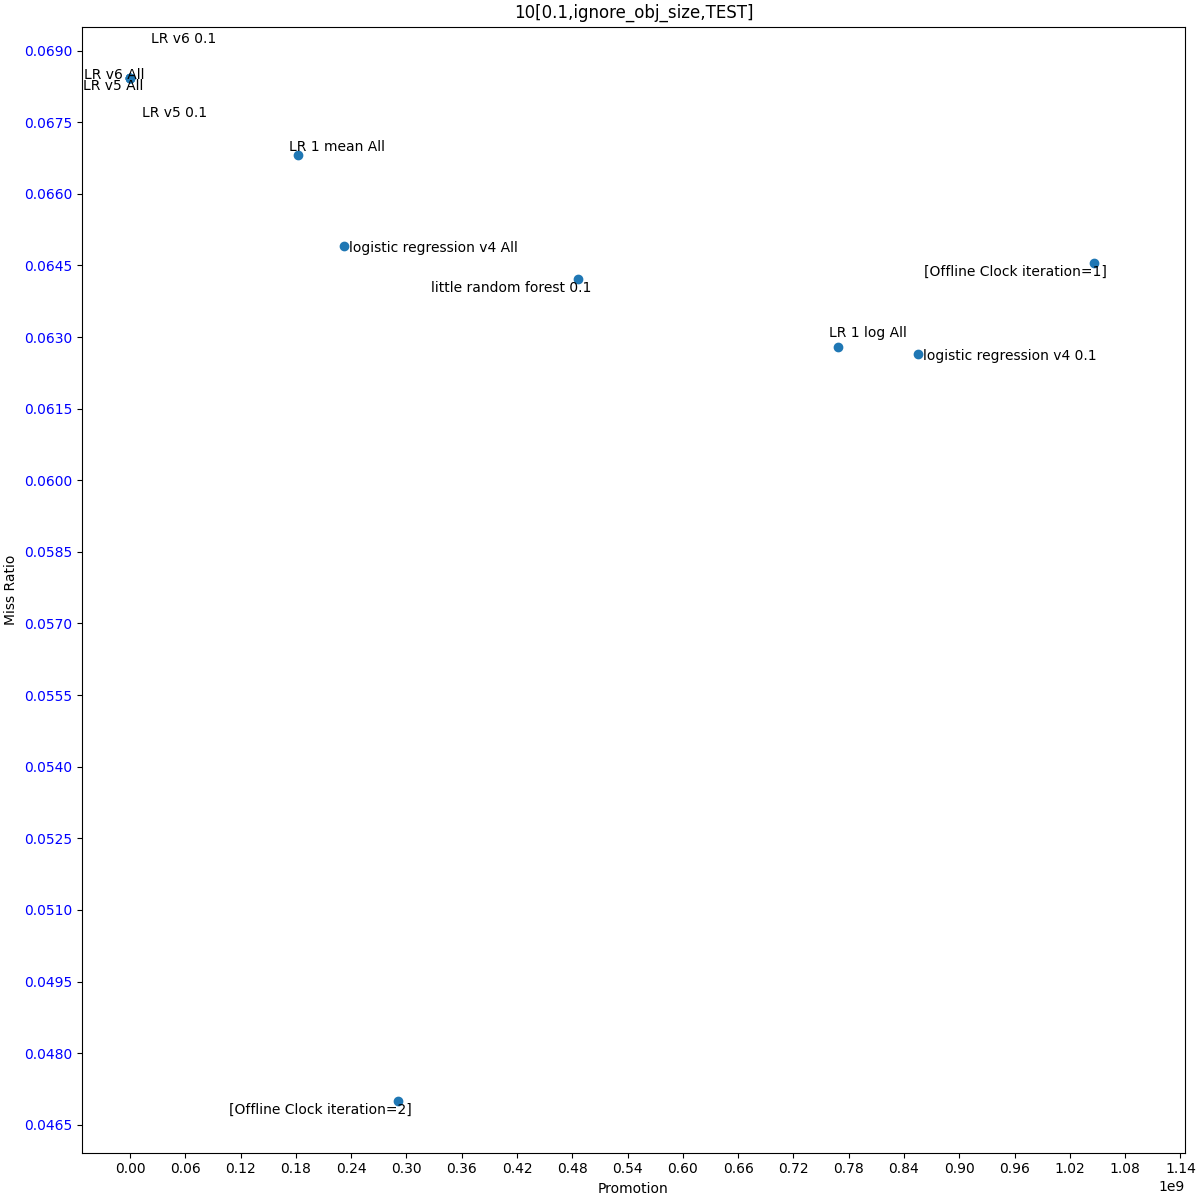 10[0.1,ignore_obj_size,TEST]
LR v6 0.1
LR v6 All
LR v5 All
LR v5 0.1
LR 1 mean All
logistic regression v4 All
little random forest 0.1
[Offline Clock iteration=1]
LR 1 log All
logistic regression v4 0.1
[Offline Clock iteration=2]
0.0690
0.0675
0.0660
0.0645
0.0630
0.0615
0.0600
0.0585
0.0570
0.0555
0.0540
0.0525
0.0510
0.0495
0.0480
0.0465
Miss Ratio
0.00 0.06 0.12 0.18 0.24 0.30 0.36 0.42 0.48 0.54 0.60 0.66 0.72 0.78 0.84 0.90 0.96 1.02 1.08 1.14
1e9
Promotion